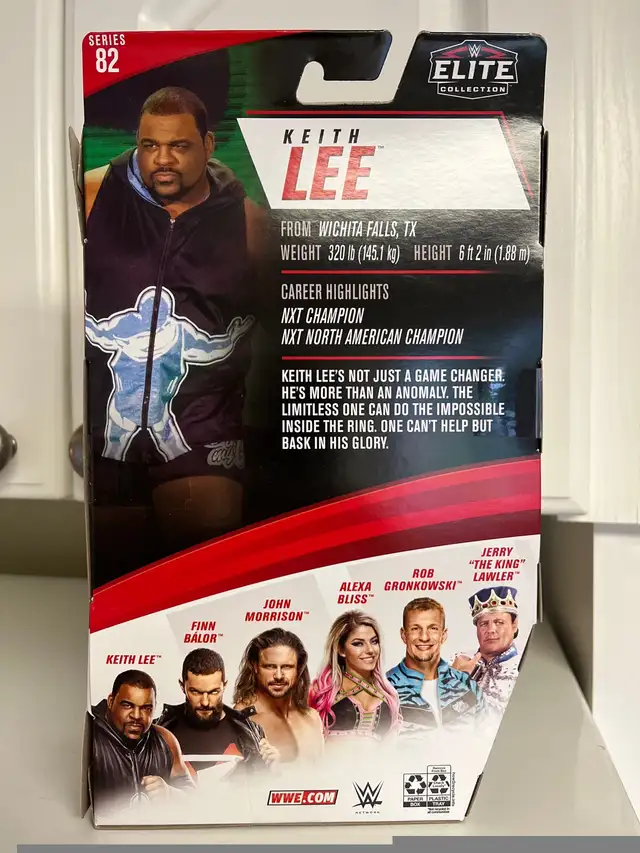 SERIES
82
W
ELITE
COLLECTION
KEITH
LEE™
FROM WICHITA FALLS, TX
WEIGHT 320 lb (145.1 kg) HEIGHT 6 ft 2 in (1.88 m)
CAREER HIGHLIGHTS
NXT CHAMPION
NXT NORTH AMERICAN CHAMPION
KEITH LEE'S NOT JUST A GAME CHANGER.
HE'S MORE THAN AN ANOMALY. THE
LIMITLESS ONE CAN DO THE IMPOSSIBLE
INSIDE THE RING. ONE CAN'T HELP BUT
BASK IN HIS GLORY.
KEITH LEE™
FINN
BÁLOR™
JOHN
MORRISON™
ALEXA
BLISS™
ROB
GRONKOWSKI™
JERRY
"THE KING"
LAWLER™
WWE.COM
W
NETWORK
PAPER
BOX
PLASTIC
TRAY